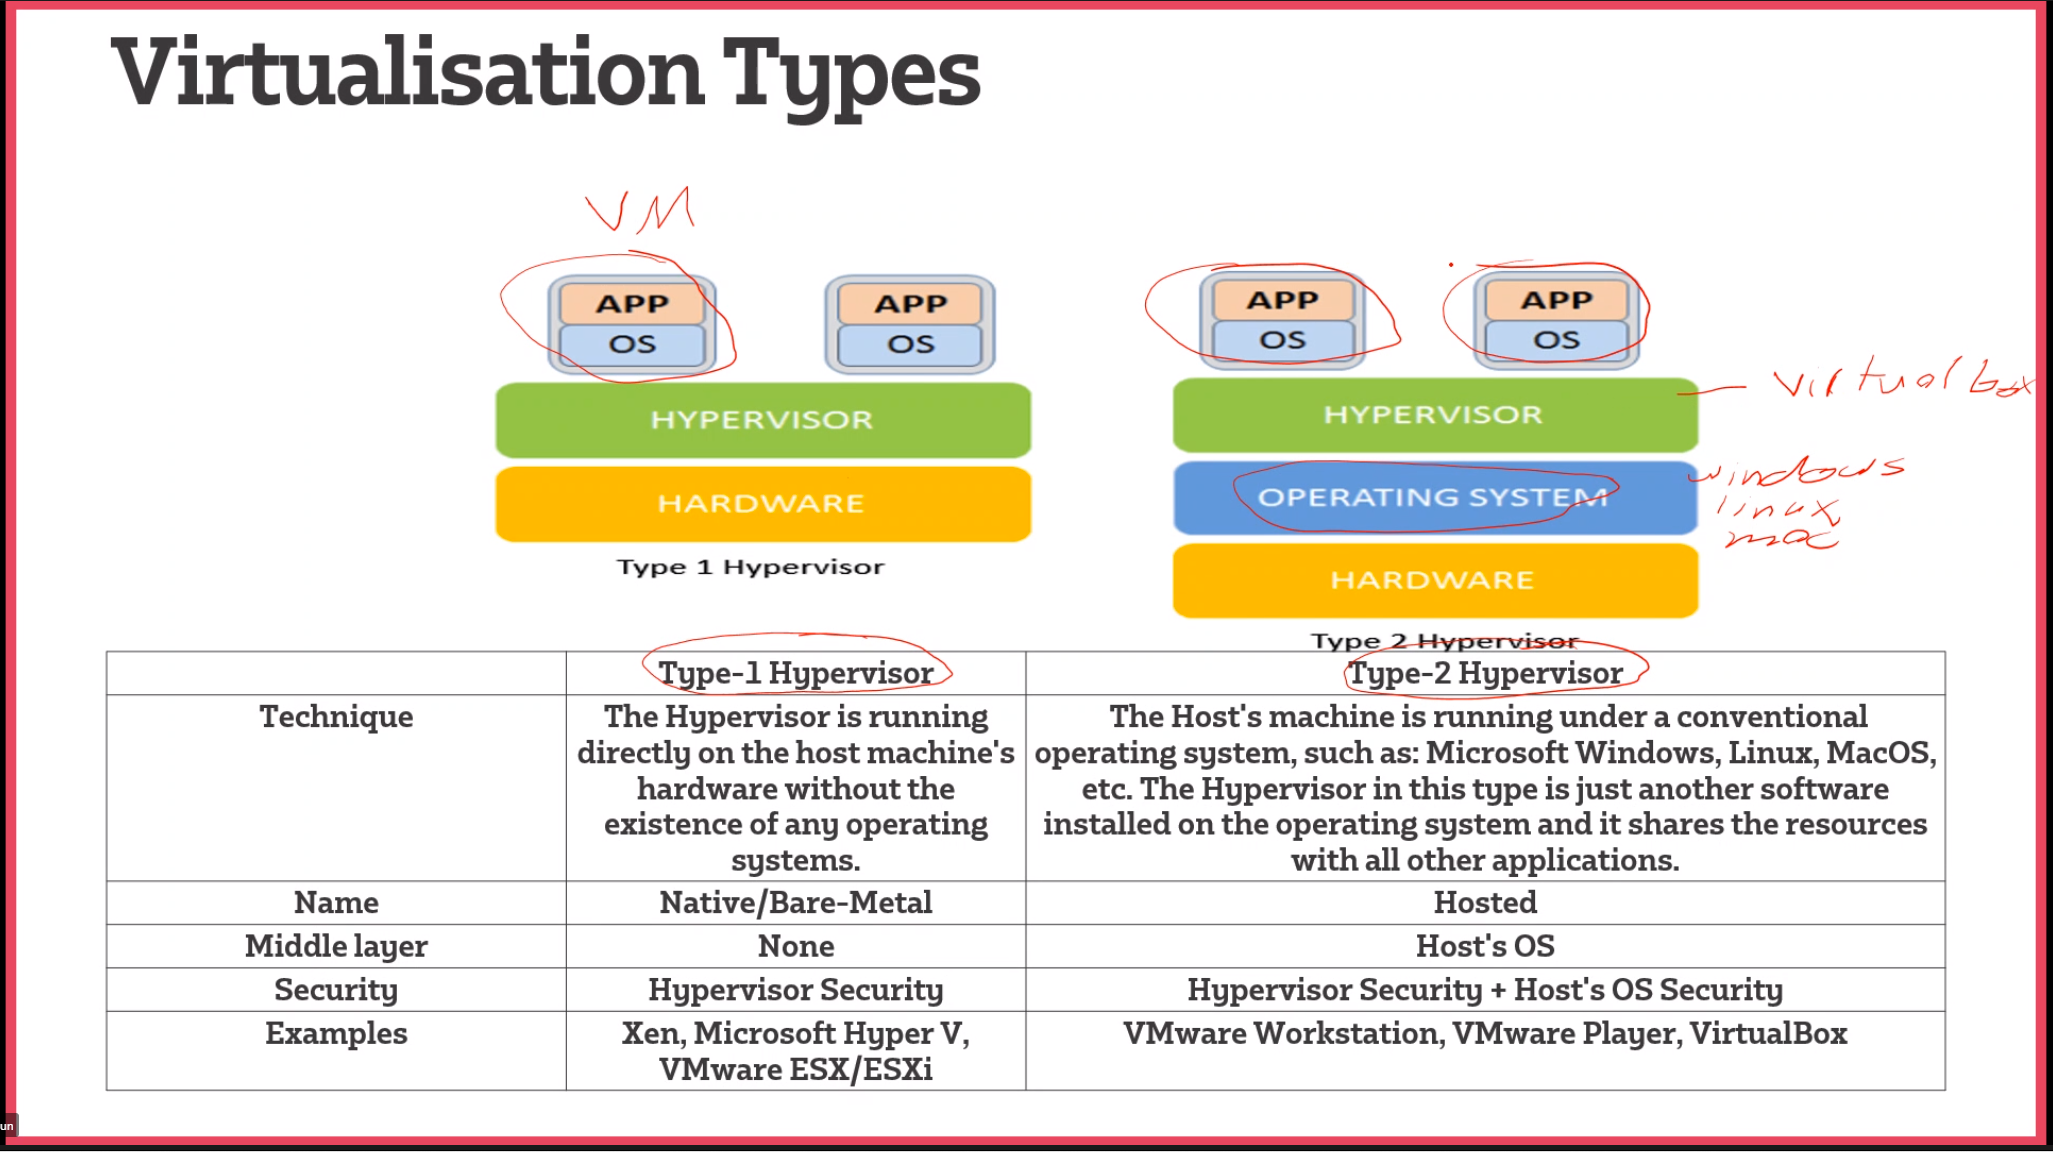 Virtualisation Types
VM
APP
OS
APP
OS
HYPERVISOR
HARDWARE
Type 1 Hypervisor
APP
OS
APP
OS
HYPERVISOR
virtual box
OPERATING SYSTEM
windows
linux
mac
HARDWARE
Type 2 Hypervisor
Type-1 Hypervisor
Type-2 Hypervisor
Technique
The Hypervisor is running
directly on the host machine's
hardware without the
existence of any operating
systems.
The Host's machine is running under a conventional
operating system, such as: Microsoft Windows, Linux, MacOS,
etc. The Hypervisor in this type is just another software
installed on the operating system and it shares the resources
with all other applications.
Name
Native/Bare-Metal
Hosted
Middle layer
None
Host's OS
Security
Hypervisor Security
Hypervisor Security + Host's OS Security
Examples
Xen, Microsoft Hyper V,
VMware ESX/ESXi
VMware Workstation, VMware Player, VirtualBox
un